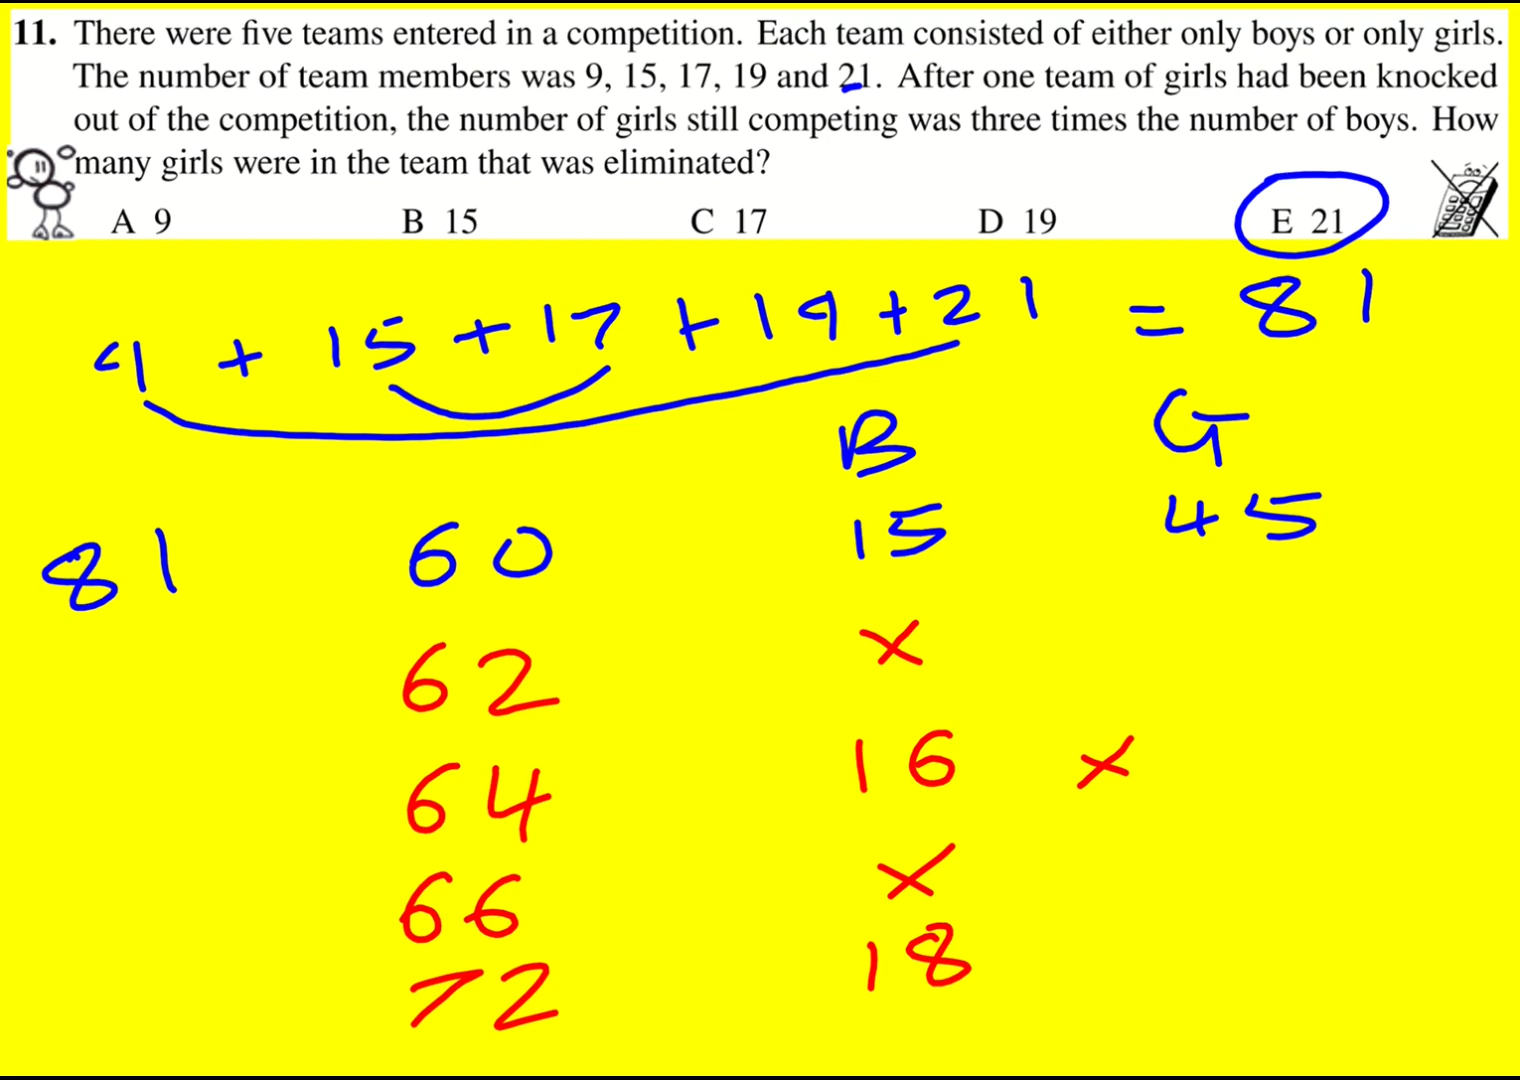 11. There were five teams entered in a competition. Each team consisted of either only boys or only girls.
The number of team members was 9, 15, 17, 19 and 21. After one team of girls had been knocked
out of the competition, the number of girls still competing was three times the number of boys. How
many girls were in the team that was eliminated?
A 9 B 15 C 17 D 19 E 21
9 + 15 + 17 + 19 + 21 = 81
B G
81 60 15 45
62 ×
64 16 ×
66 ×
72 18